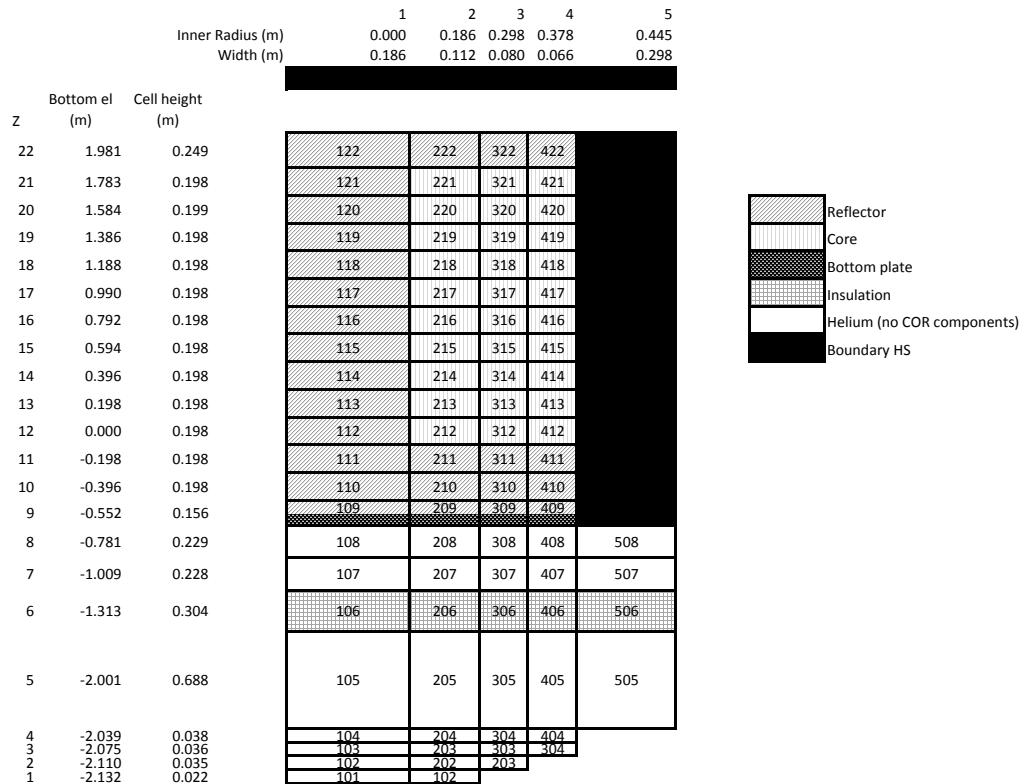 1 2 3 4 5
Inner Radius (m) 0.000 0.186 0.298 0.378 0.445
Width (m) 0.186 0.112 0.080 0.066 0.298
Bottom el Cell height
Z (m) (m)
22 1.981 0.249 122 222 322 422
21 1.783 0.198 121 221 321 421
20 1.584 0.199 120 220 320 420 Reflector
19 1.386 0.198 119 219 319 419 Core
18 1.188 0.198 118 218 318 418 Bottom plate
17 0.990 0.198 117 217 317 417 Insulation
16 0.792 0.198 116 216 316 416 Helium (no COR components)
15 0.594 0.198 115 215 315 415 Boundary HS
14 0.396 0.198 114 214 314 414
13 0.198 0.198 113 213 313 413
12 0.000 0.198 112 212 312 412
11 -0.198 0.198 111 211 311 411
10 -0.396 0.198 110 210 310 410
9 -0.552 0.156 109 209 309 409
8 -0.781 0.229 108 208 308 408 508
7 -1.009 0.228 107 207 307 407 507
6 -1.313 0.304 106 206 306 406 506
5 -2.001 0.688 105 205 305 405 505
4 -2.039 0.038 104 204 304 404
3 -2.075 0.036 103 203 303 304
2 -2.110 0.035 102 202 203
1 -2.132 0.022 101 102